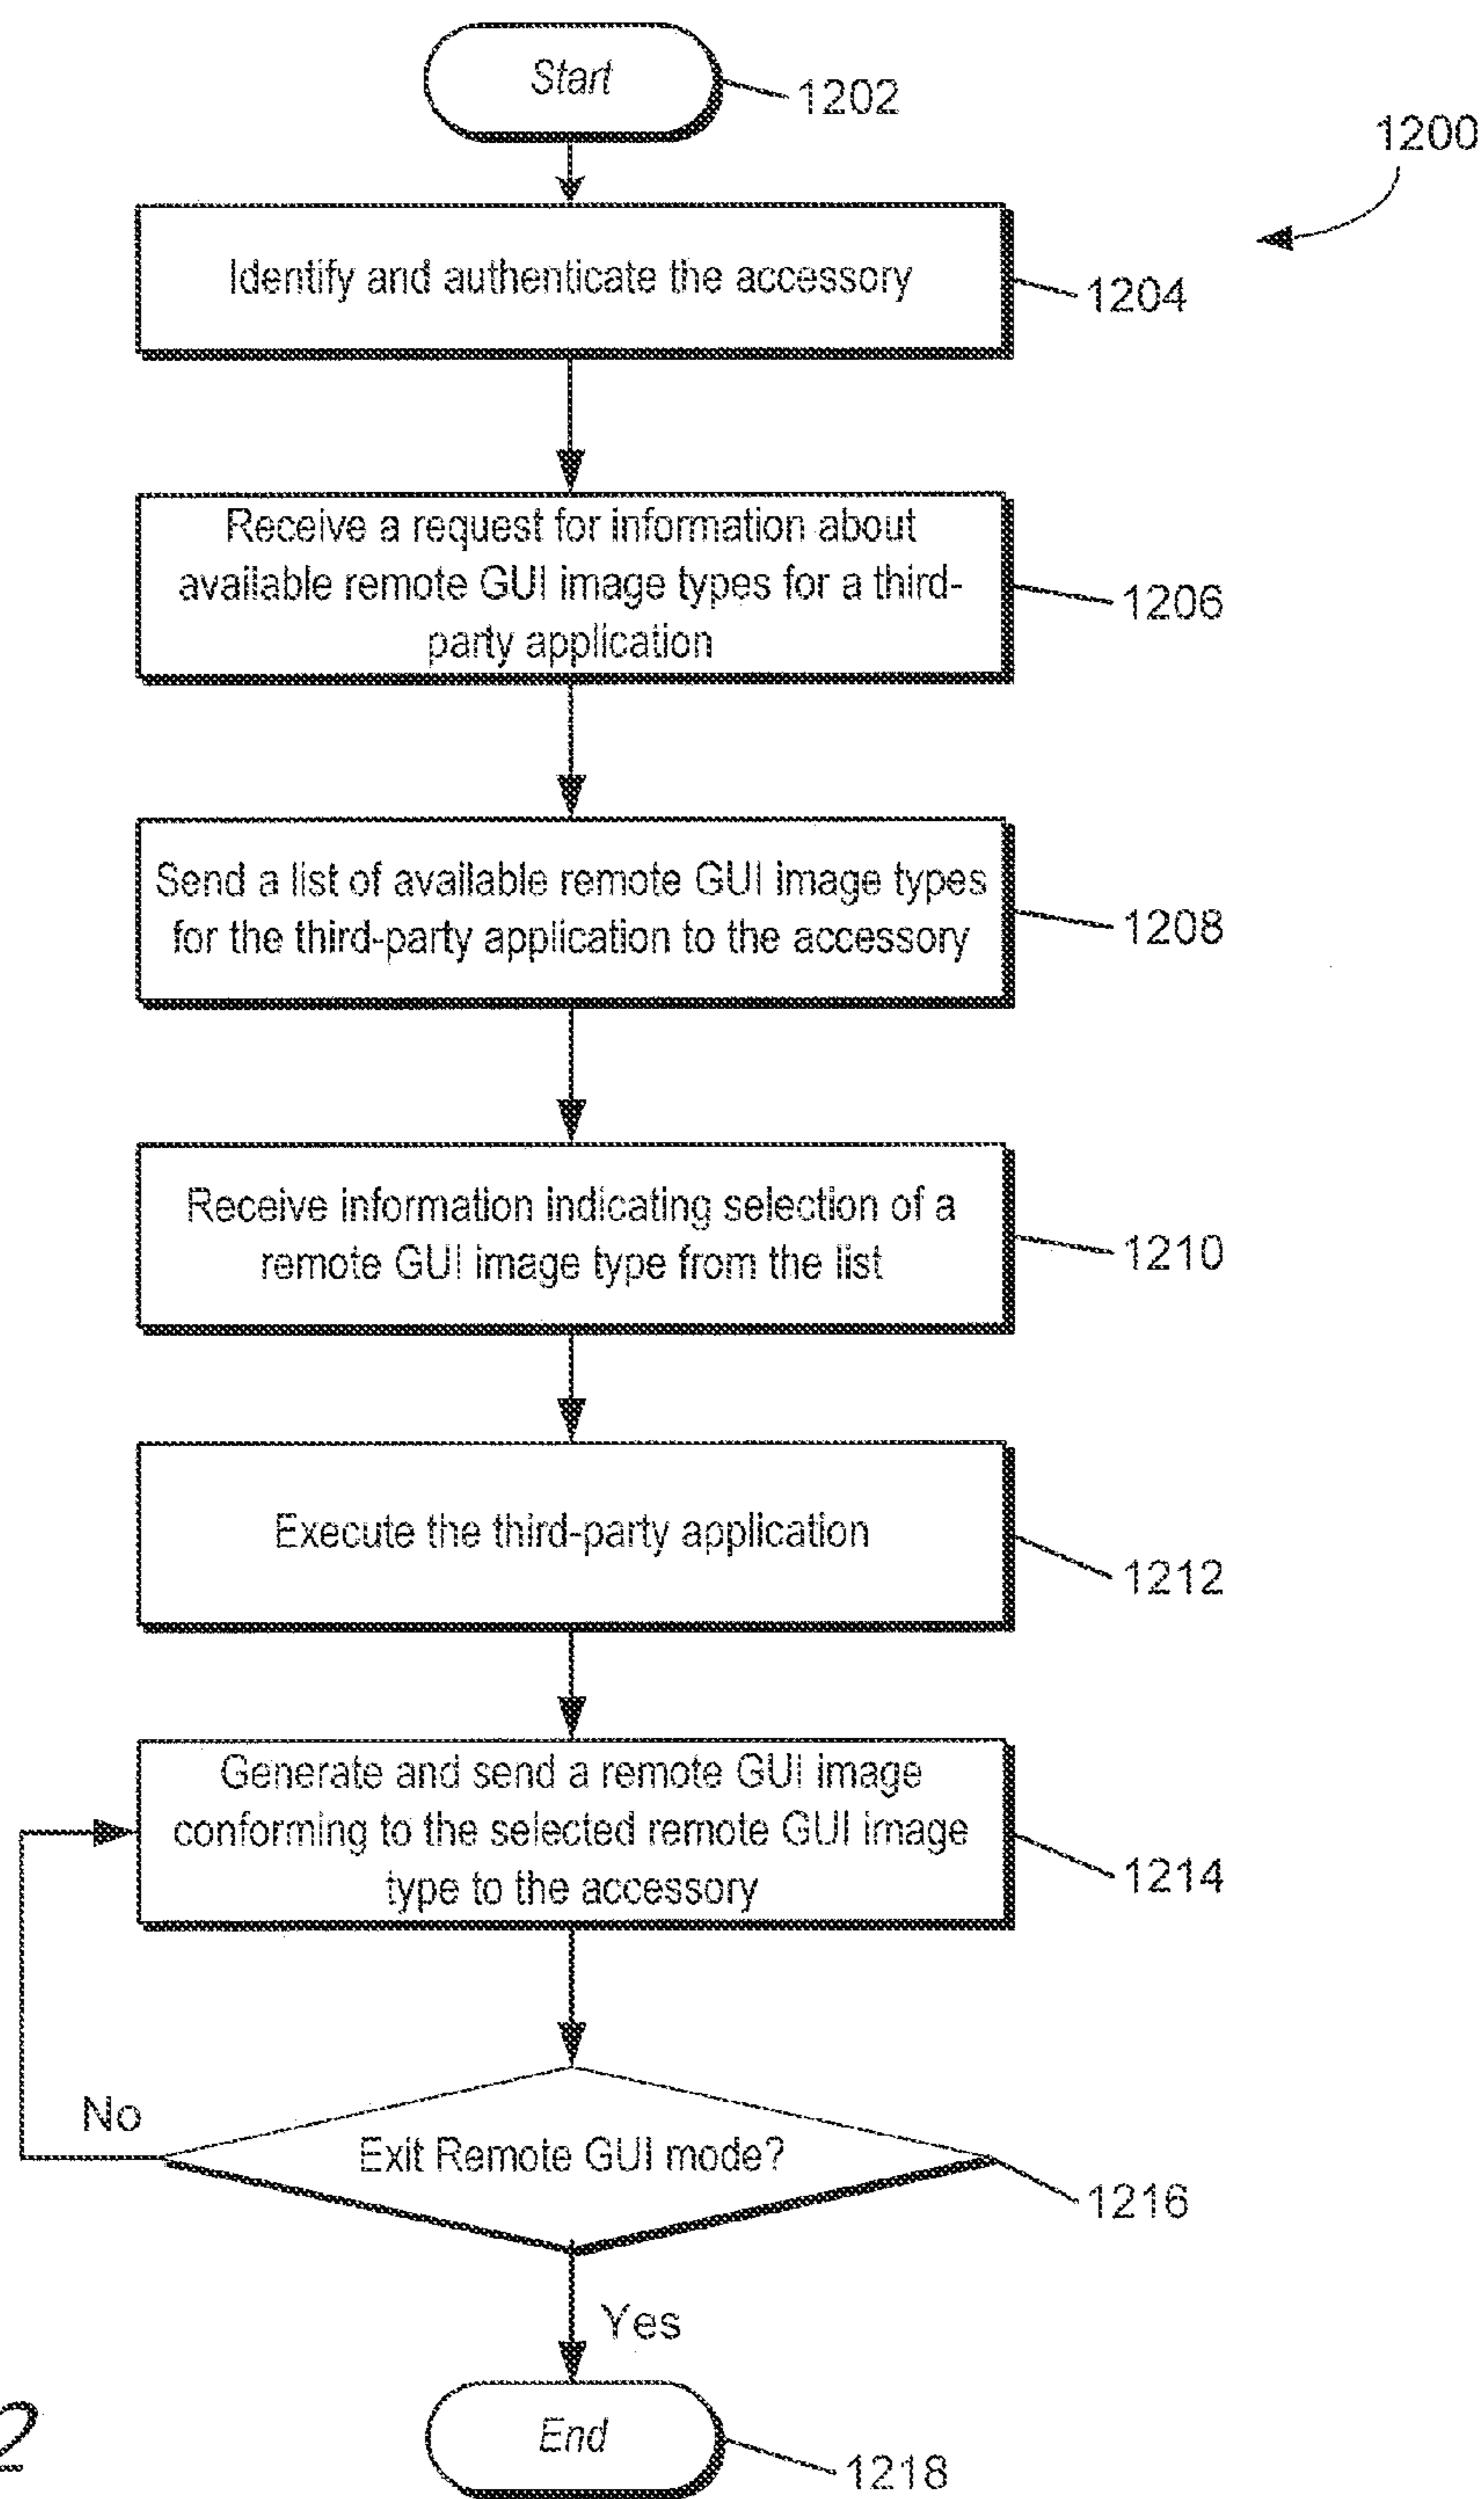 Start
1202
1200
Identify and authenticate the accessory
1204
Receive a request for information about
available remote GUI image types for a third-
party application
1206
Send a list of available remote GUI image types
for the third-party application to the accessory
1208
Receive information indicating selection of a
remote GUI image type from the list
1210
Execute the third-party application
1212
Generate and send a remote GUI image
conforming to the selected remote GUI image
type to the accessory
1214
No
Exit Remote GUI mode?
1216
Yes
2
End
1218